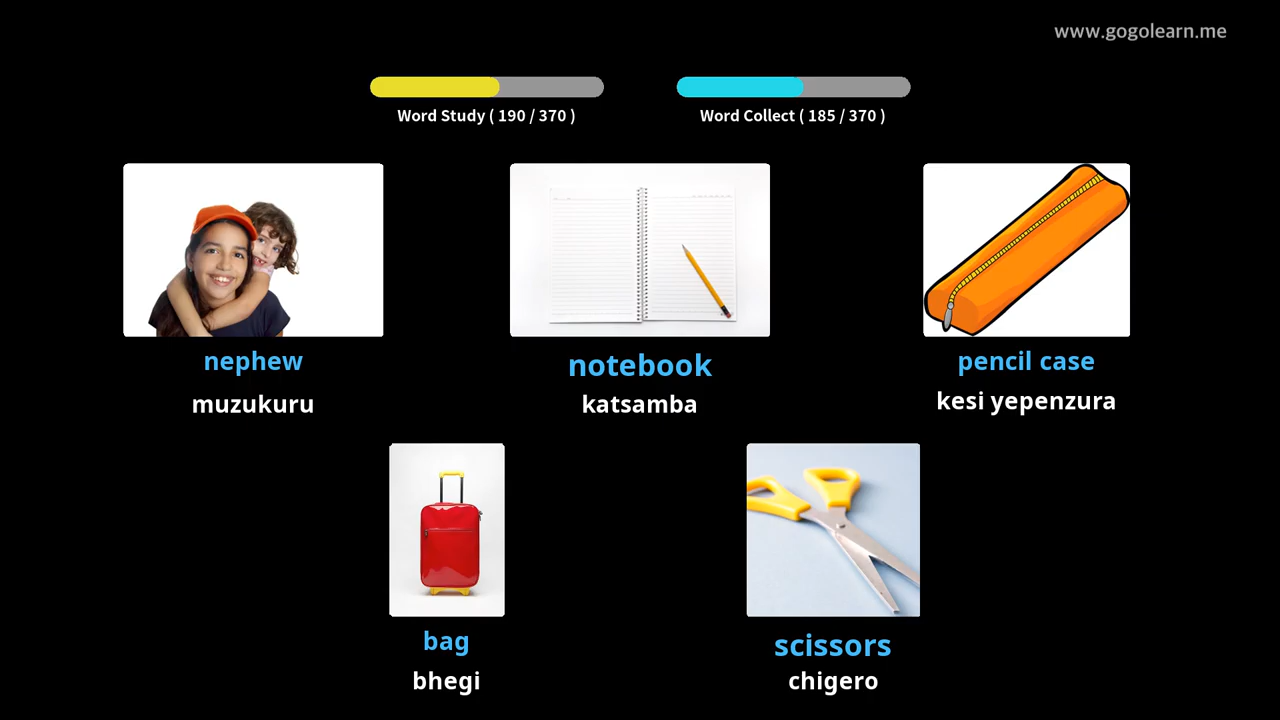 www.gogolearn.me
Word Study ( 190 / 370 )
Word Collect ( 185 / 370 )
nephew
muzukuru
notebook
katsamba
pencil case
kesi yepenzura
bag
bhegi
scissors
chigero